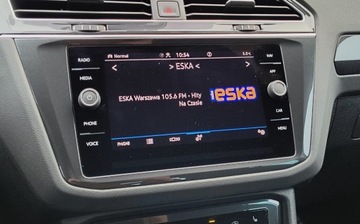 RADIO
Normal
10:54
NAV
> ESKA <
MEDIA
APP
ESKA Warszawa 105.6 FM - Hity
Na Czasie
eska
PHONE
CAR
VOICE
MENU